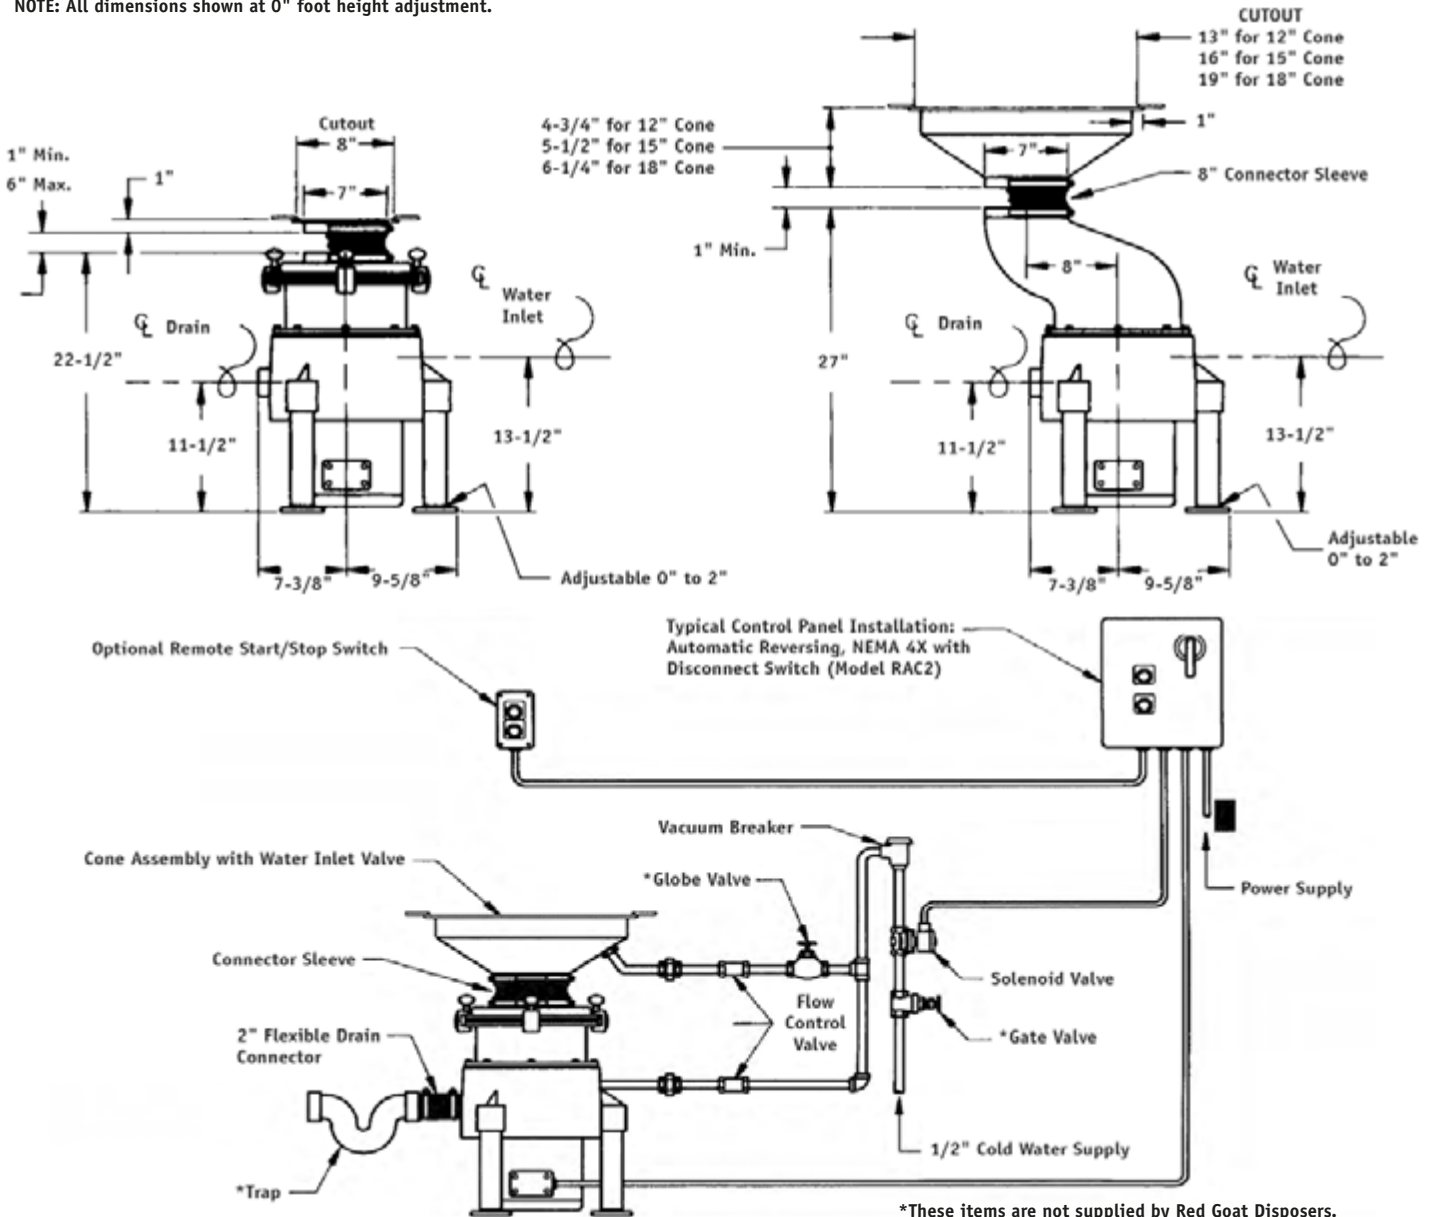 NOTE: All dimensions shown at 0" foot height adjustment.
CUTOUT
13" for 12" Cone
16" for 15" Cone
19" for 18" Cone
4-3/4" for 12" Cone
5-1/2" for 15" Cone
6-1/4" for 18" Cone
1"
7"
8" Connector Sleeve
1" Min.
8"
℄ Water
Inlet
℄ Drain
27"
11-1/2"
13-1/2"
Adjustable
0" to 2"
7-3/8"
9-5/8"
Cutout
8"
1" Min.
6" Max.
1"
7"
℄
Water
Inlet
℄ Drain
22-1/2"
11-1/2"
13-1/2"
7-3/8"
9-5/8"
Adjustable 0" to 2"
Optional Remote Start/Stop Switch
Typical Control Panel Installation:
Automatic Reversing, NEMA 4X with
Disconnect Switch (Model RAC2)
Vacuum Breaker
Cone Assembly with Water Inlet Valve
*Globe Valve
Power Supply
Connector Sleeve
Solenoid Valve
Flow
Control
Valve
2" Flexible Drain
Connector
*Gate Valve
1/2" Cold Water Supply
*Trap
*These items are not supplied by Red Goat Disposers.